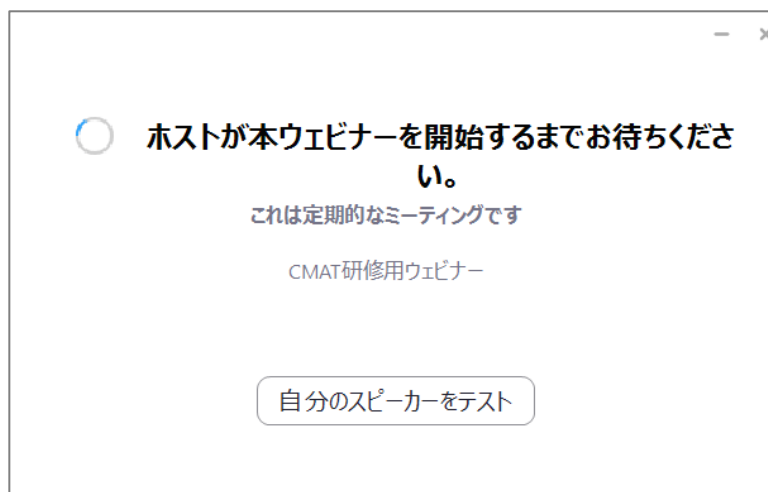 ホストが本ウェビナーを開始するまでお待ちくださ
い。
これは定期的なミーティングです
CMAT研修用ウェビナー
自分のスピーカーをテスト